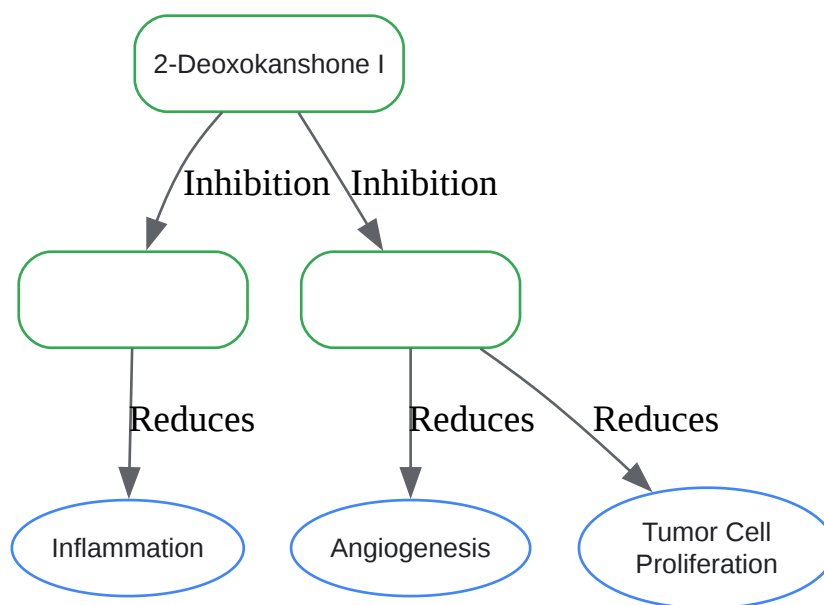 2-Deoxokanshone I
Inhibition Inhibition
Reduces Reduces Reduces
Inflammation Angiogenesis Tumor Cell
Proliferation